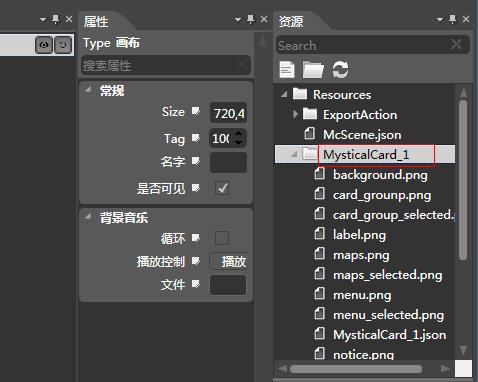 属性
Type 画布
搜索属性
常规
Size 720,4
Tag 100
名字
是否可见
背景音乐
循环
播放控制 播放
文件
资源
Search
Resources
ExportAction
McScene.json
MysticalCard_1
background.png
card_grounp.png
card_group_selected.p
label.png
maps.png
maps_selected.png
menu.png
menu_selected.png
MysticalCard_1.json
notice.png